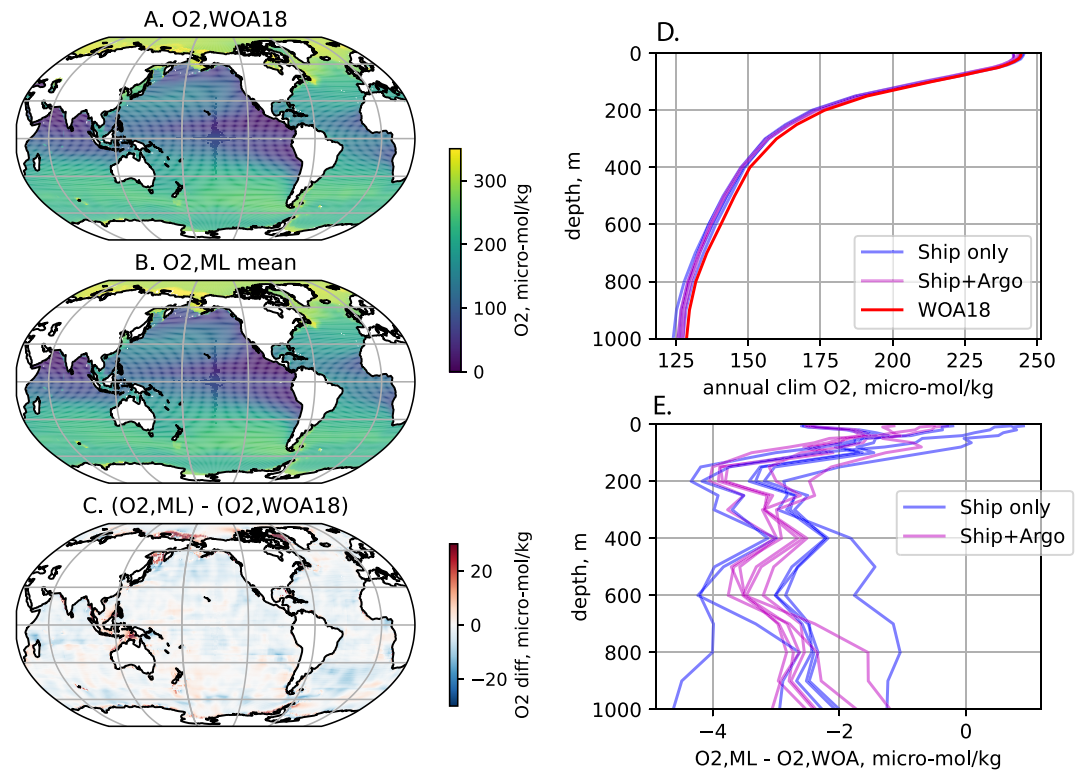 A. O2,WOA18
B. O2,ML mean
C. (O2,ML) - (O2,WOA18)
300
200
100
0
O2, micro-mol/kg
20
0
−20
O2 diff, micro-mol/kg
D.
0
200
400
600
800
1000
depth, m
125
150
175
200
225
250
annual clim O2, micro-mol/kg
Ship only
Ship+Argo
WOA18
E.
0
200
400
600
800
1000
depth, m
−4
−2
0
O2,ML - O2,WOA, micro-mol/kg
Ship only
Ship+Argo